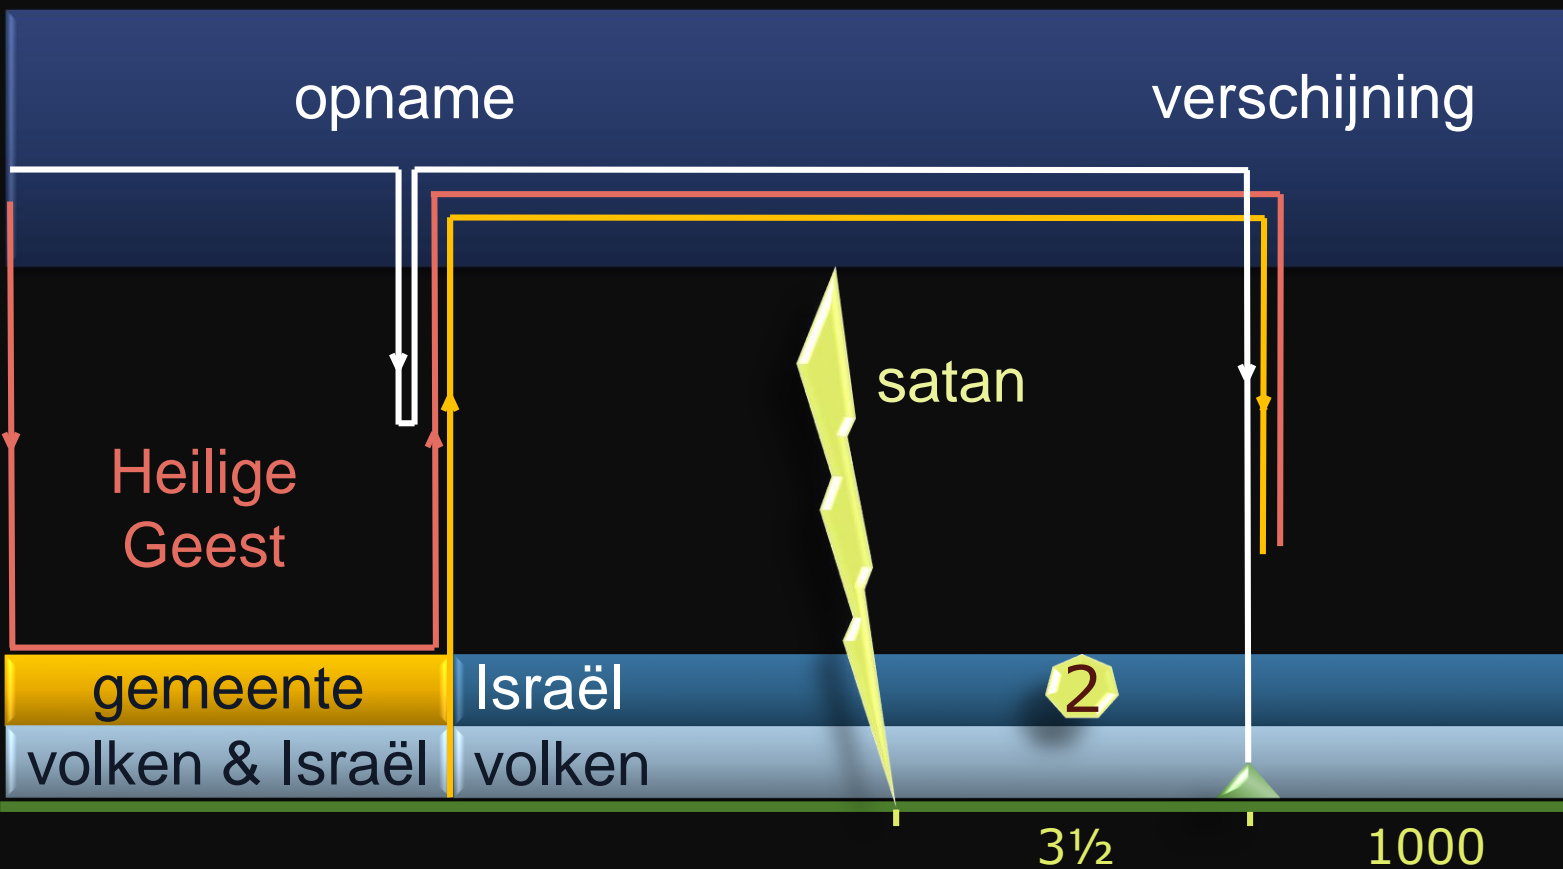 opname
verschijning
satan
Heilige
Geest
gemeente
Israël
2
volken & Israël
volken
3½
1000